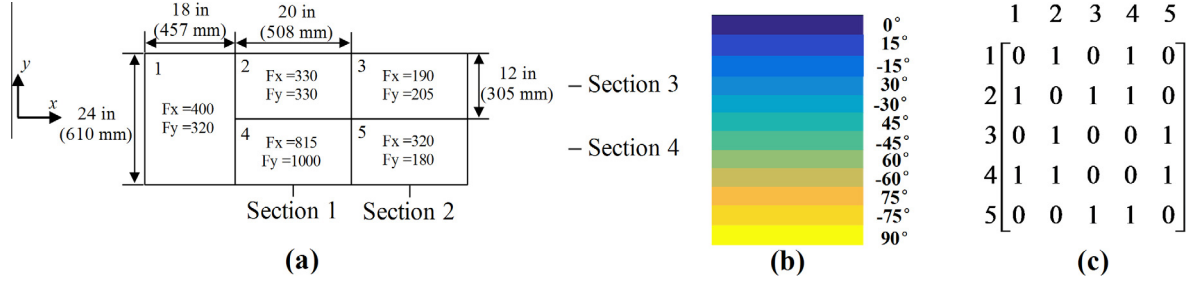 18 in
(457 mm)
20 in
(508 mm)
y
x
24 in
(610 mm)
1
Fx =400
Fy =320
2
Fx =330
Fy =330
3
Fx =190
Fy =205
4
Fx =815
Fy =1000
5
Fx =320
Fy =180
12 in
(305 mm)
– Section 3
– Section 4
Section 1
Section 2
(a)
0°
15°
-15°
30°
-30°
45°
-45°
60°
-60°
75°
-75°
90°
(b)
1 2 3 4 5
1 0 1 0 1 0
2 1 0 1 1 0
3 0 1 0 0 1
4 1 1 0 0 1
5 0 0 1 1 0
(c)